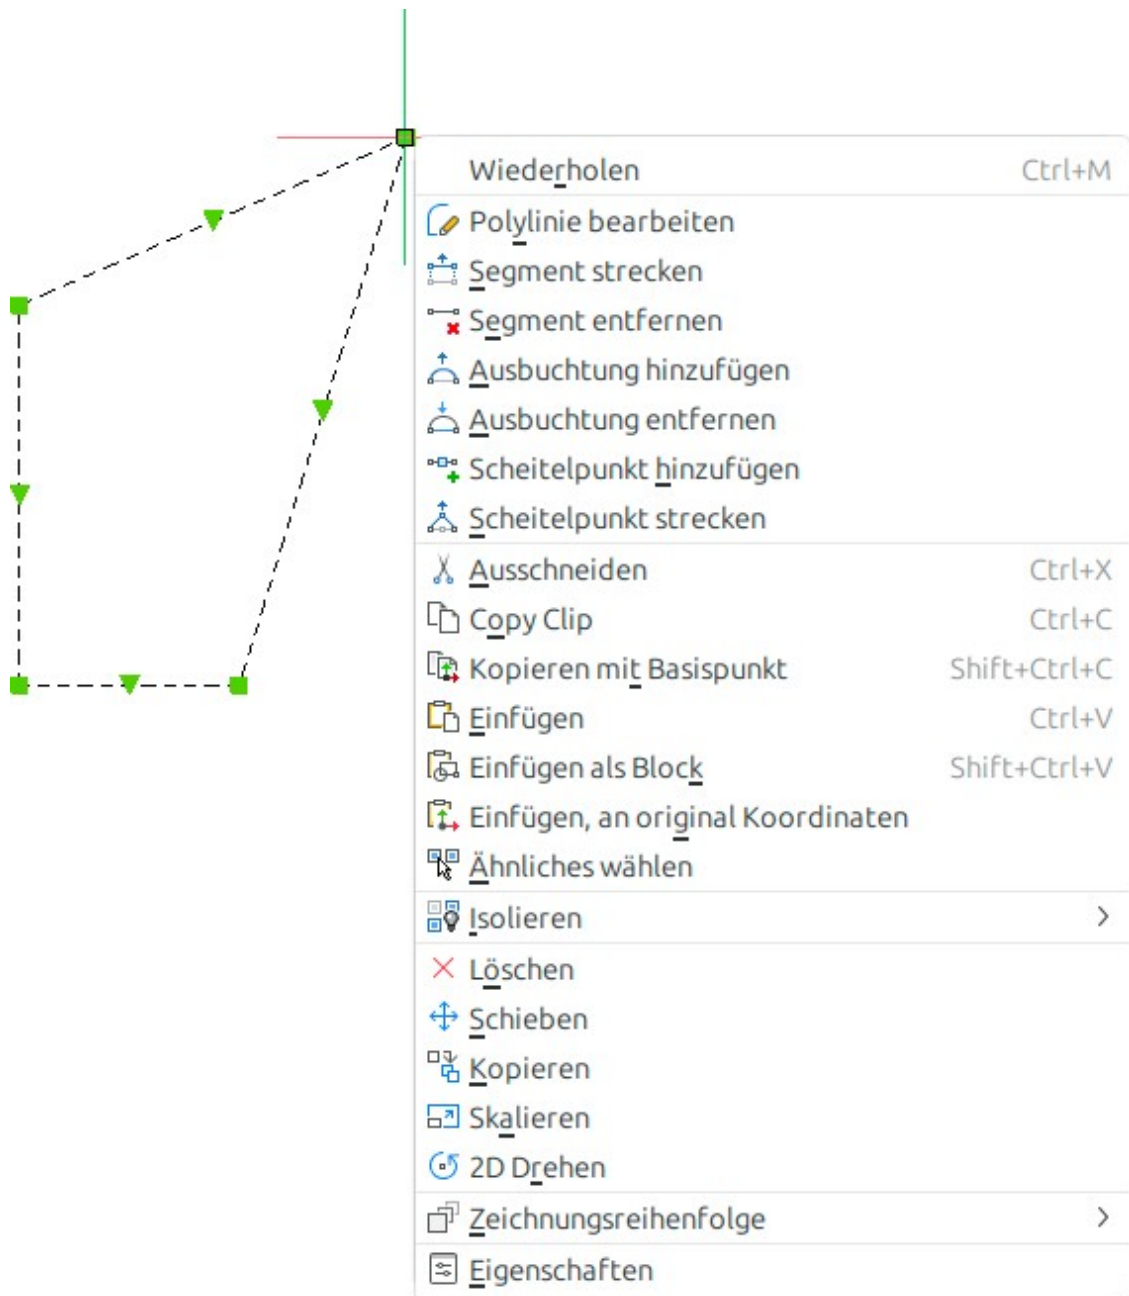 Wiederholen Ctrl+M
Polylinie bearbeiten
Segment strecken
Segment entfernen
Ausbuchtung hinzufügen
Ausbuchtung entfernen
Scheitelpunkt hinzufügen
Scheitelpunkt strecken
Ausschneiden Ctrl+X
Copy Clip Ctrl+C
Kopieren mit Basispunkt Shift+Ctrl+C
Einfügen Ctrl+V
Einfügen als Block Shift+Ctrl+V
Einfügen, an original Koordinaten
Ähnliches wählen
Isolieren
Löschen
Schieben
Kopieren
Skalieren
2D Drehen
Zeichnungsreihenfolge
Eigenschaften